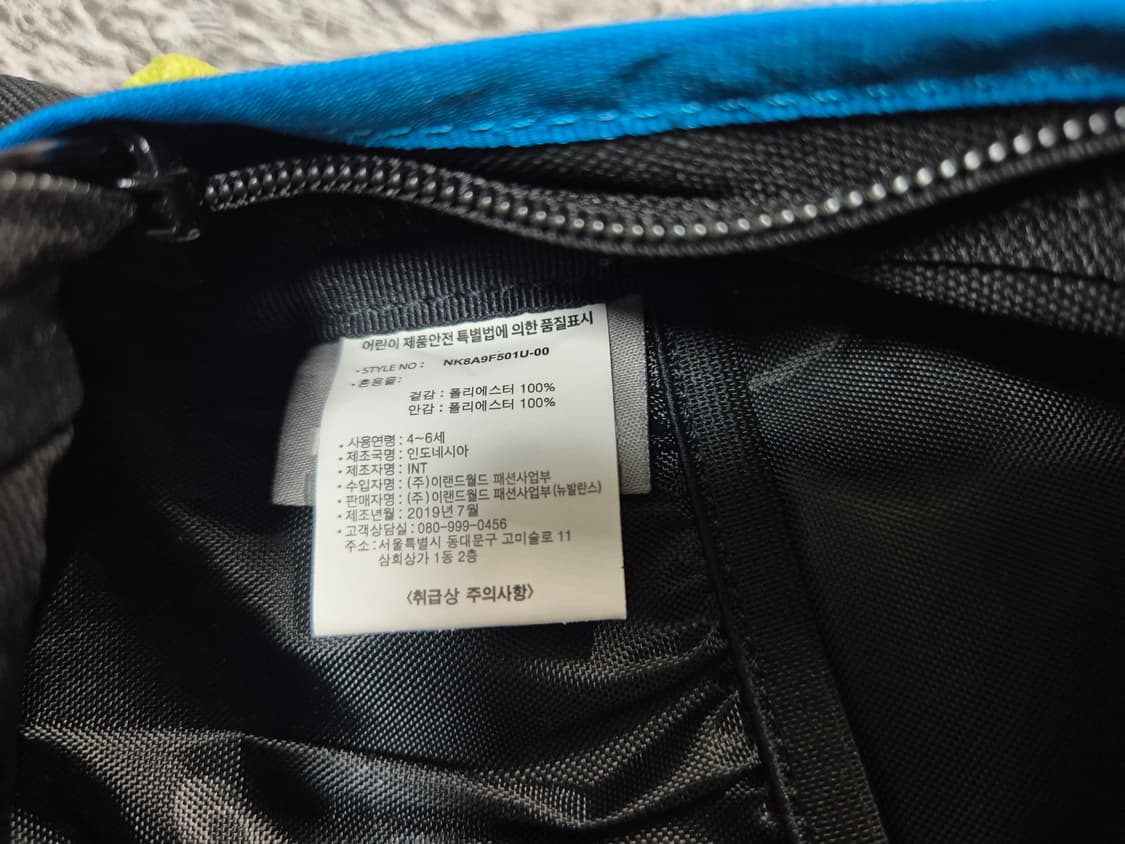 어린이 제품안전 특별법에 의한 품질표시
- STYLE NO : NK8A9F501U-00
- 혼용율:
겉감 : 폴리에스터 100%
안감 : 폴리에스터 100%
- 사용연령 : 4~6세
- 제조국명 : 인도네시아
- 제조자명 : INT
- 수입자명 : (주)이랜드월드 패션사업부
- 판매자명 : (주)이랜드월드 패션사업부(뉴발란스)
- 제조년월 : 2019년 7월
- 고객상담실 : 080-999-0456
주소 : 서울특별시 동대문구 고미술로 11
삼희상가 1동 2층
<취급상 주의사항>